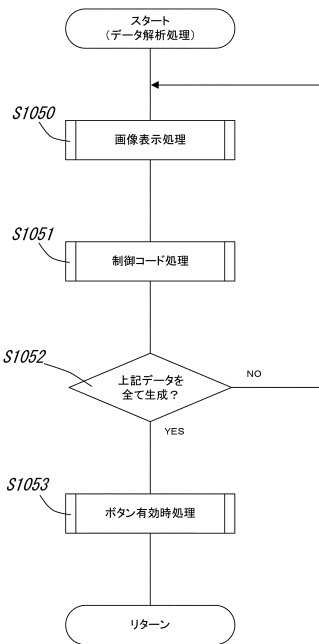 スタート
(データ解析処理)
S1050
画像表示処理
S1051
制御コード処理
S1052
上記データを
全て生成?
NO
YES
S1053
ボタン有効時処理
リターン